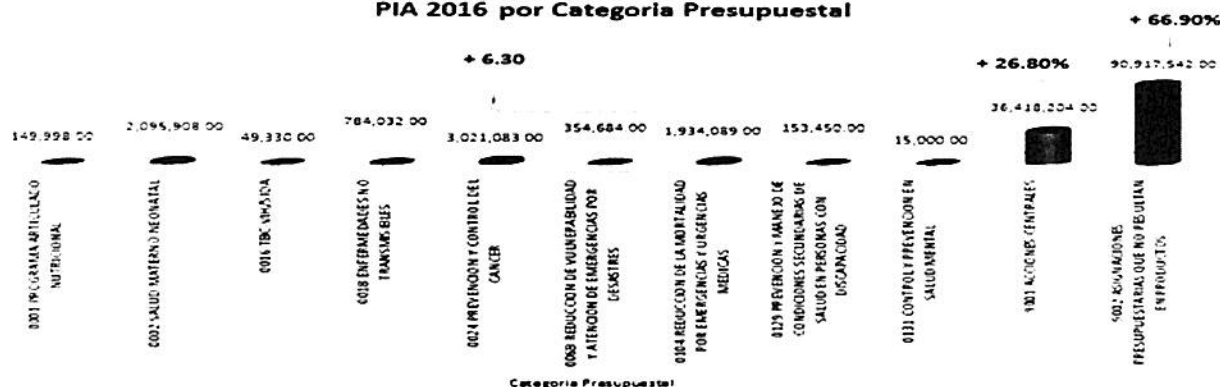 PIA 2016 por Categoria Presupuestal
+ 66.90%
+ 6.30
+ 26.80%
90,917,542.00
36,418,204.00
149,998.00
2,095,908.00
49,330.00
784,032.00
3,021,083.00
354,684.00
1,934,089.00
153,450.00
15,000.00
0001 PROGRAMA ARTICULADO
NUTRICIONAL
0002 SALUD MATERNO NEONATAL
0016 TBC VIH/SIDA
0018 ENFERMEDADES NO
TRANSMISIBLES
0024 PREVENCION Y CONTROL DEL
CANCER
0068 REDUCCION DE VULNERABILIDAD
Y ATENCION DE EMERGENCIAS POR
DESASTRES
0104 REDUCCION DE LA MORTALIDAD
POR EMERGENCIAS Y URGENCIAS
MEDICAS
0129 PREVENCION Y MANEJO DE
CONDICIONES SECUNDARIAS DE
SALUD EN PERSONAS CON
DISCAPACIDAD
0131 CONTROL Y PREVENCION EN
SALUD MENTAL
9001 ACCIONES CENTRALES
9002 ASIGNACIONES
PRESUPUESTARIAS QUE NO RESULTAN
EN PRODUCTOS
Categoria Presupuestal